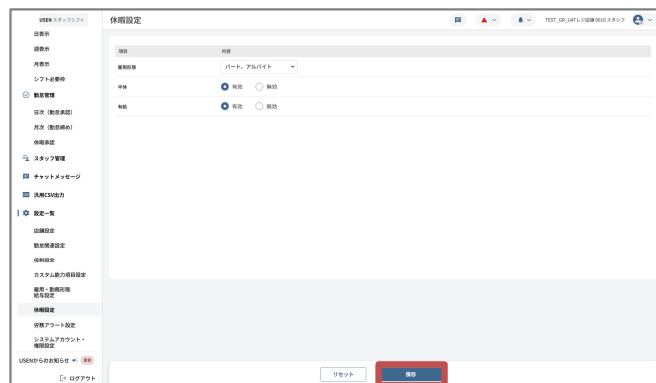 USEN スタッフシフト
休暇設定
TEST_GR_UATレジ店舗0016 スタシフ
日表示
週表示
月表示
シフト必要枠
勤怠管理
日次(勤怠承認)
月次(勤怠締め)
休暇承認
スタッフ管理
チャットメッセージ
汎用CSV出力
設定一覧
店舗設定
勤怠関連設定
役割設定
カスタム能力項目設定
雇用・勤務形態
給与設定
休暇設定
労務アラート設定
システムアカウント・
権限設定
USENからのお知らせ
重要
ログアウト
項目 内容
雇用形態 パート、アルバイト
半休 有効 無効
有給 有効 無効
リセット 保存